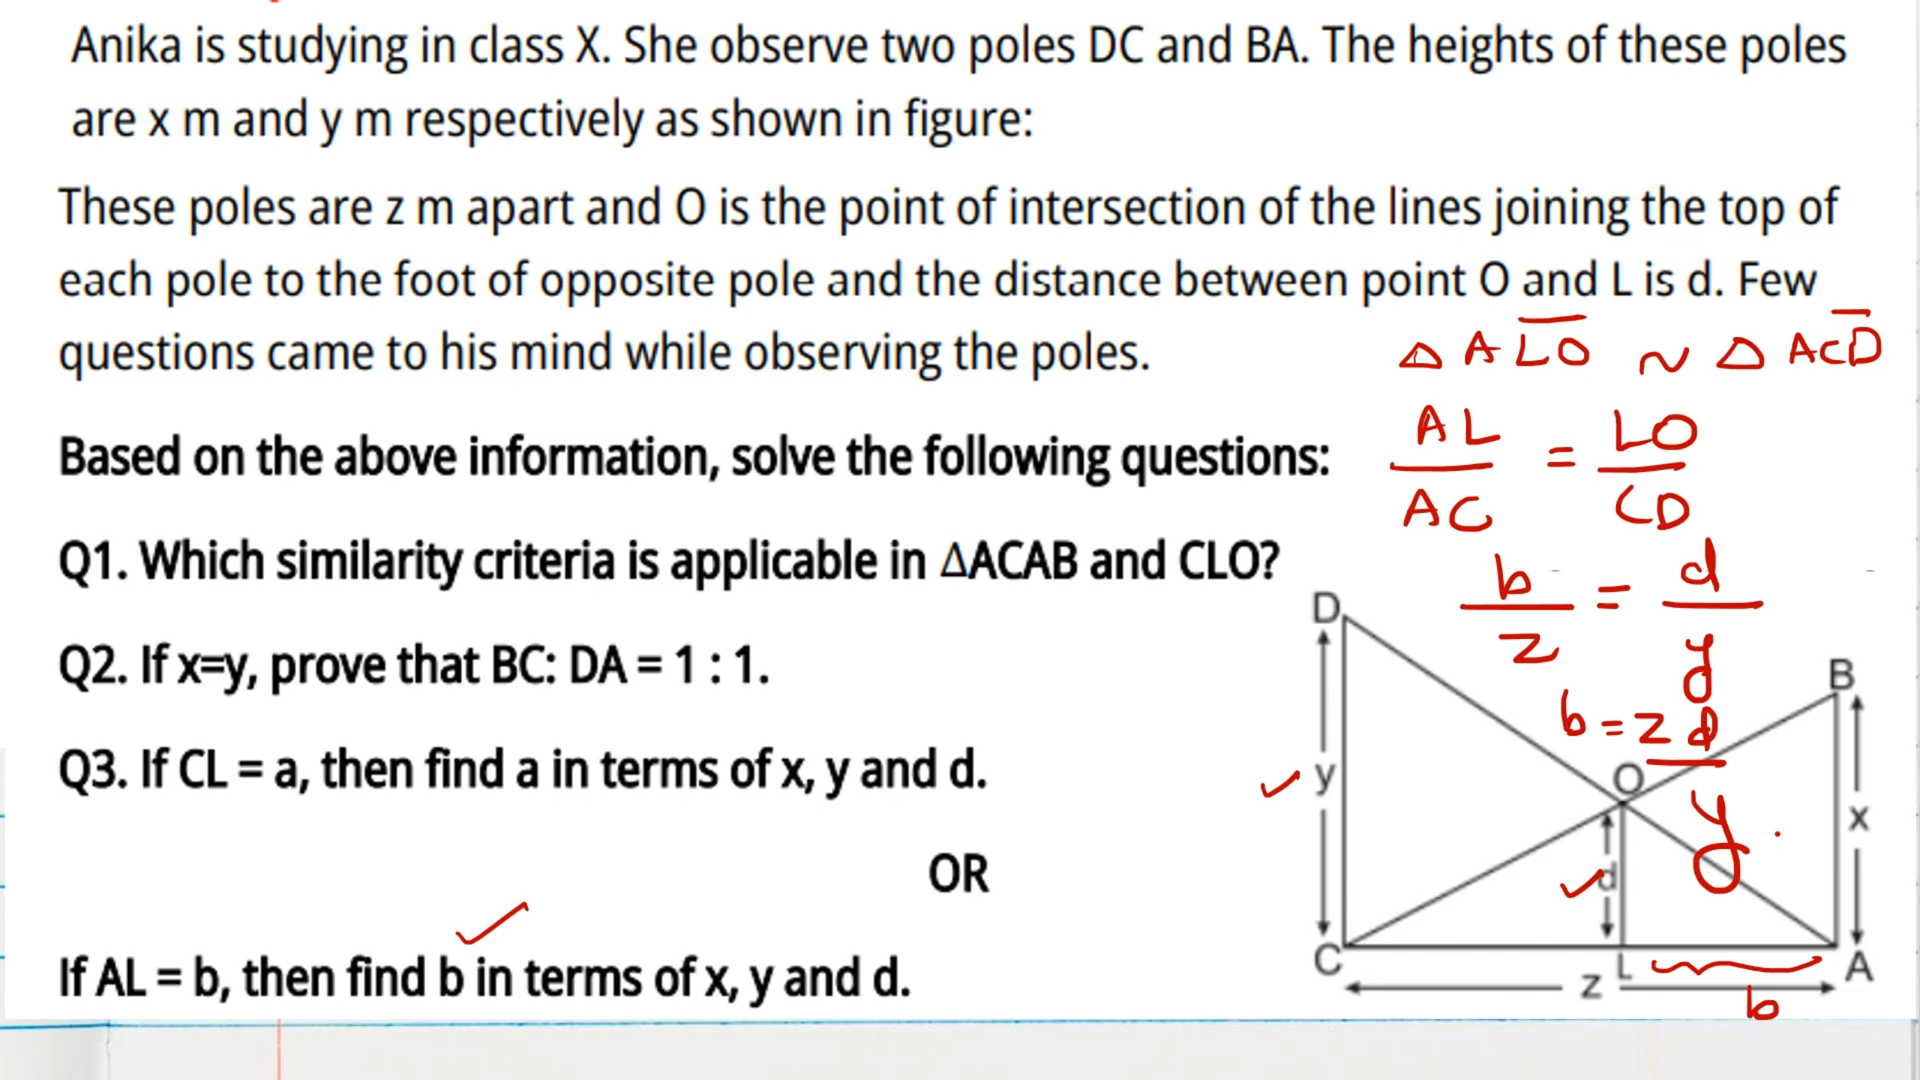 Anika is studying in class X. She observe two poles DC and BA. The heights of these poles
are x m and y m respectively as shown in figure:
These poles are z m apart and O is the point of intersection of the lines joining the top of
each pole to the foot of opposite pole and the distance between point O and L is d. Few
questions came to his mind while observing the poles.
△ ALO ~ △ ACD
Based on the above information, solve the following questions:
AL/AC = LO/CD
Q1. Which similarity criteria is applicable in ΔACAB and CLO?
b/z = d/y
Q2. If x=y, prove that BC: DA = 1 : 1.
b = zd/y
Q3. If CL = a, then find a in terms of x, y and d.
OR
If AL = b, then find b in terms of x, y and d.
D
B
O
y
x
d
C
L
A
z
b